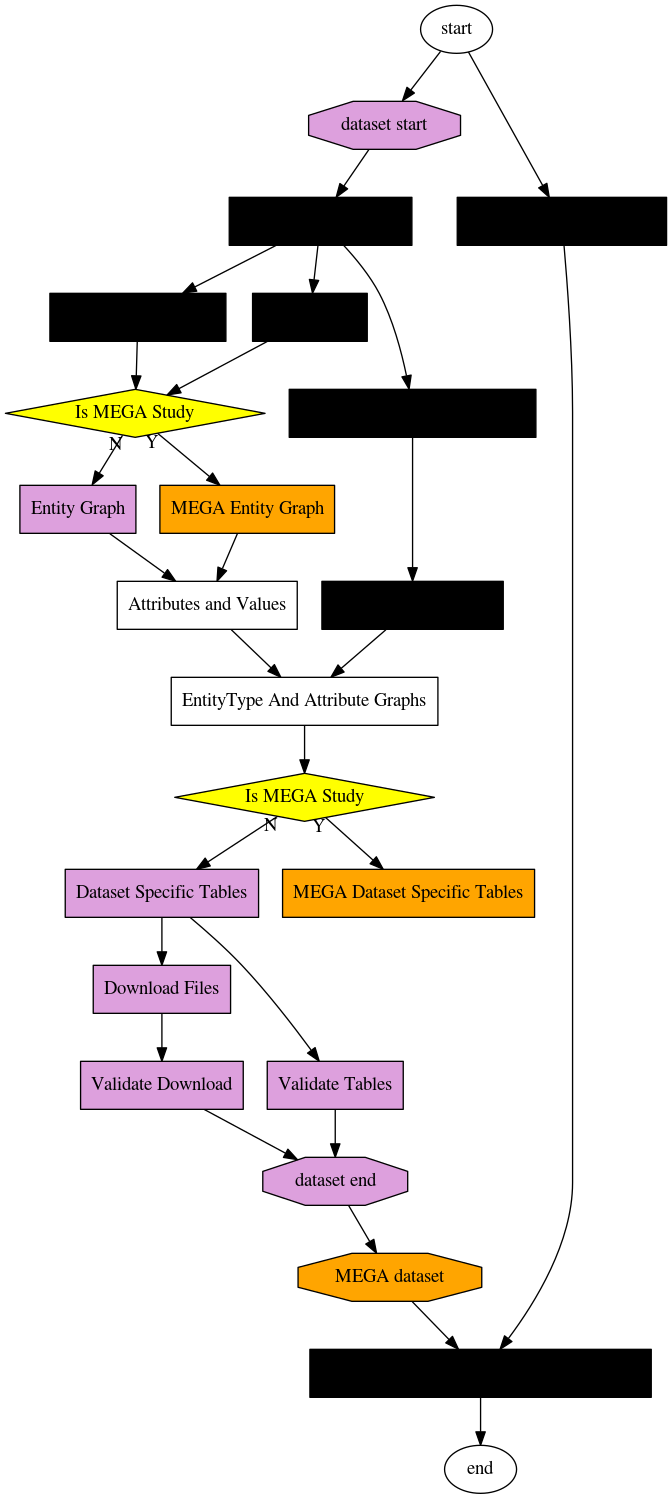 start
dataset start
Is MEGA Study
N
Y
Entity Graph
MEGA Entity Graph
Attributes and Values
EntityType And Attribute Graphs
Is MEGA Study
N
Y
Dataset Specific Tables
MEGA Dataset Specific Tables
Download Files
Validate Download
Validate Tables
dataset end
MEGA dataset
end